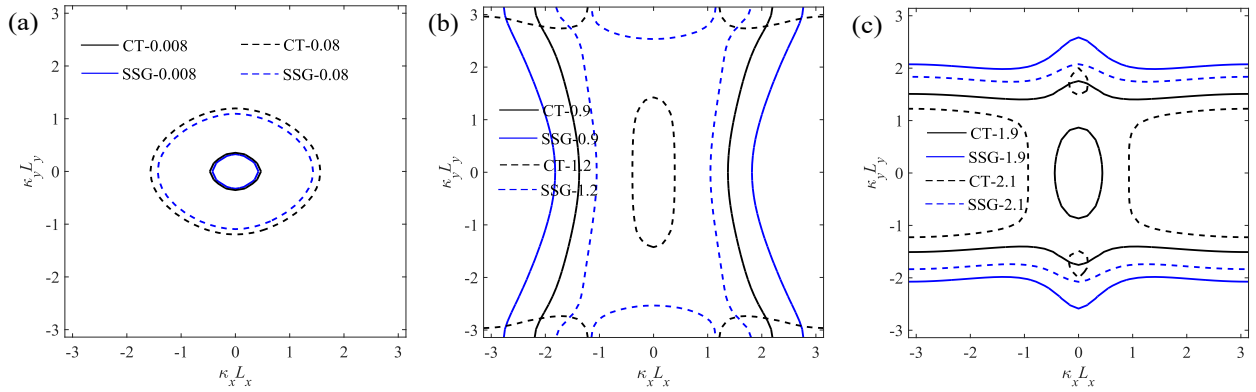 (a)
CT-0.008 CT-0.08
SSG-0.008 SSG-0.08
3
2
1
0
-1
-2
-3
κyLy
-3 -2 -1 0 1 2 3
κxLx
(b)
CT-0.9
SSG-0.9
CT-1.2
SSG-1.2
3
2
1
0
-1
-2
-3
κyLy
-3 -2 -1 0 1 2 3
κxLx
(c)
CT-1.9
SSG-1.9
CT-2.1
SSG-2.1
3
2
1
0
-1
-2
-3
κyLy
-3 -2 -1 0 1 2 3
κxLx